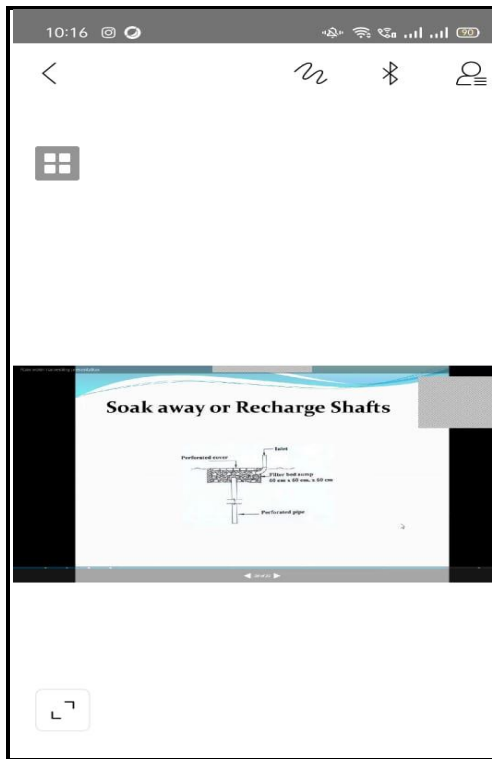 10:16
90
Soak away or Recharge Shafts
Inlet
Perforated cover
Filter bed sump
60 cm x 60 cm, x 60 cm
Perforated pipe